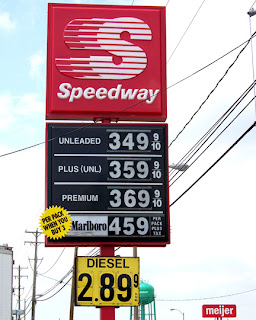 S
Speedway
UNLEADED 349 9/10
PLUS (UNL) 359 9/10
PREMIUM 369 9/10
PER PACK
WHEN YOU
BUY 3
Marlboro 459 PER PACK PLUS TAX
DIESEL
2.89 9
meijer